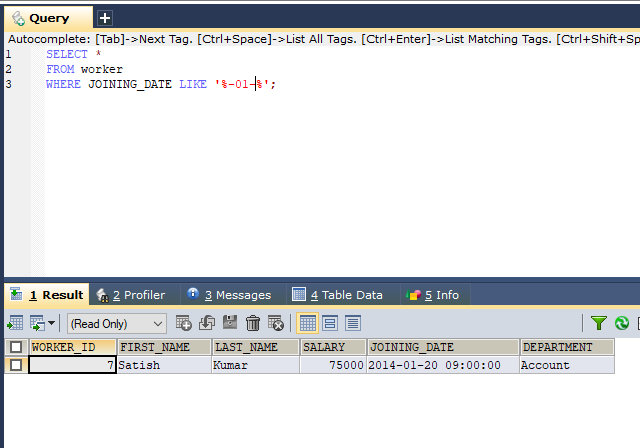 Query
Autocomplete: [Tab]->Next Tag. [Ctrl+Space]->List All Tags. [Ctrl+Enter]->List Matching Tags. [Ctrl+Shift+Sp
1 SELECT *
2 FROM worker
3 WHERE JOINING_DATE LIKE '%-01-%';
1 Result 2 Profiler 3 Messages 4 Table Data 5 Info
(Read Only)
WORKER_ID FIRST_NAME LAST_NAME SALARY JOINING_DATE DEPARTMENT
7 Satish Kumar 75000 2014-01-20 09:00:00 Account